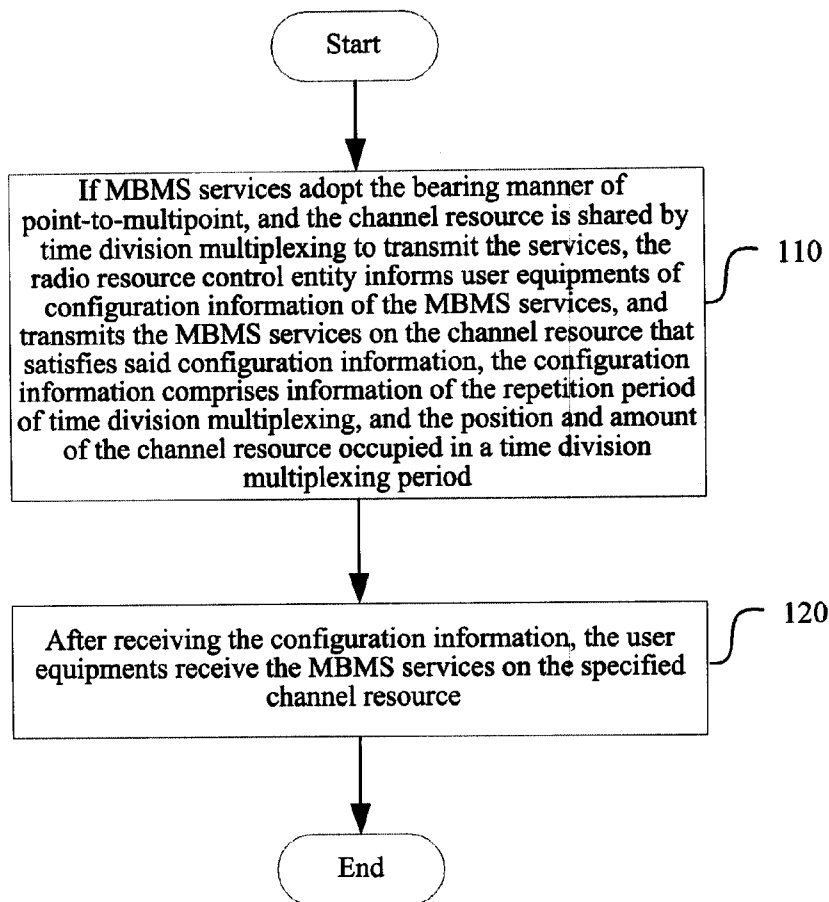 Start
If MBMS services adopt the bearing manner of
point-to-multipoint, and the channel resource is shared by
time division multiplexing to transmit the services, the
radio resource control entity informs user equipments of
configuration information of the MBMS services, and
transmits the MBMS services on the channel resource that
satisfies said configuration information, the configuration
information comprises information of the repetition period
of time division multiplexing, and the position and amount
of the channel resource occupied in a time division
multiplexing period
110
After receiving the configuration information, the user
equipments receive the MBMS services on the specified
channel resource
120
End